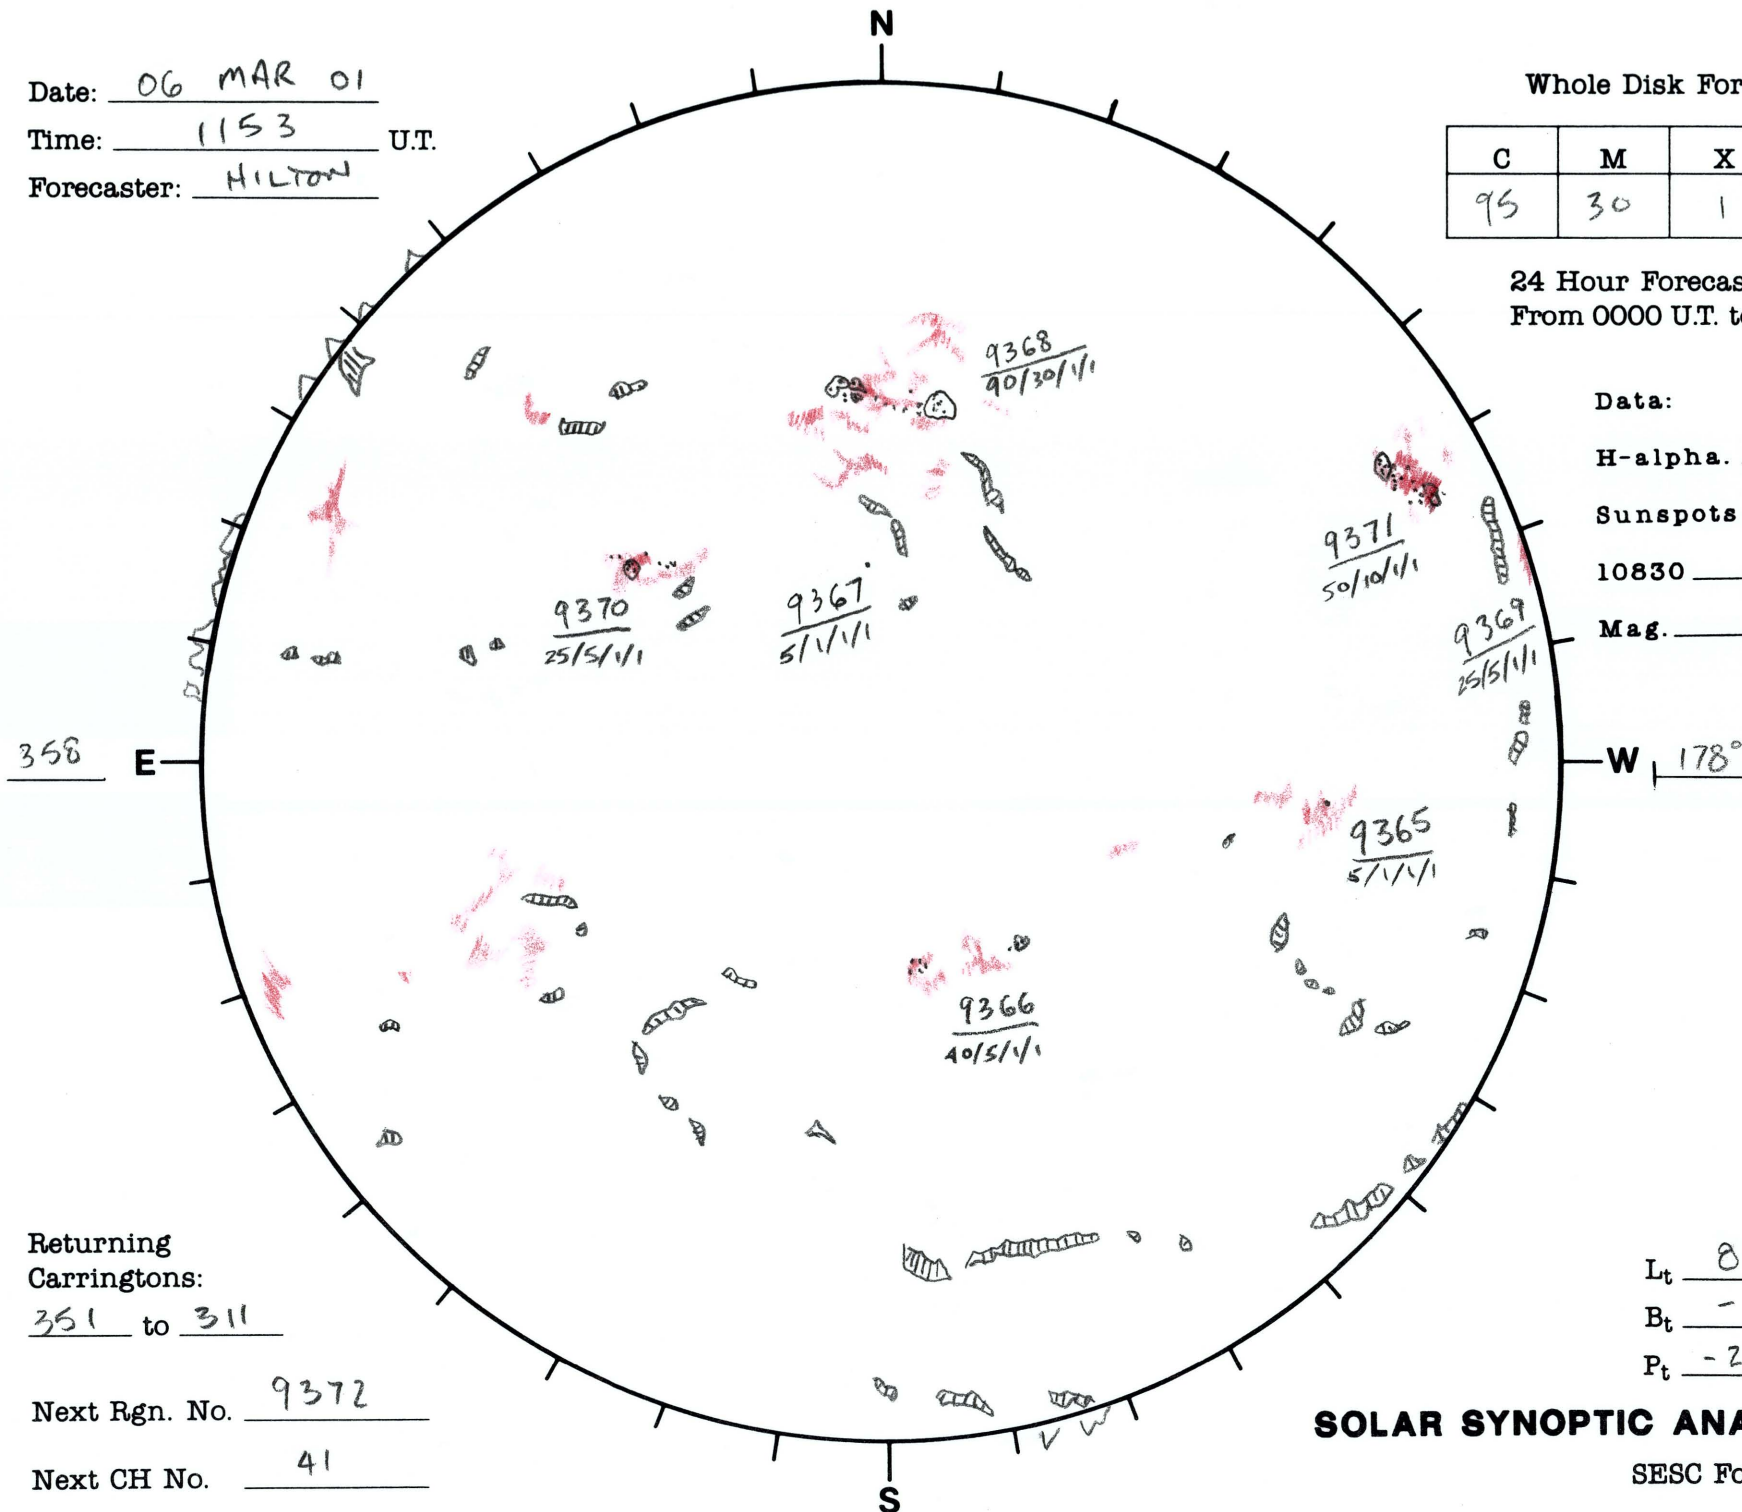 N
Date: 06 MAR 01
Time: 1153 U.T.
Forecaster: HILTON
Whole Disk For
C M X
95 30 1
24 Hour Forecas
From 0000 U.T. to
9368
90/30/1/1
Data:
H-alpha.
Sunspots
10830
Mag.
9371
50/10/1/1
9370
25/5/1/1
9367
5/1/1/1
9369
25/5/1/1
358 E
W 178°
9365
5/1/1/1
9366
40/5/1/1
Returning
Carringtons:
351 to 311
Next Rgn. No. 9372
Next CH No. 41
Lt 8
Bt -
Pt -2
SOLAR SYNOPTIC ANA
SESC Fo
S